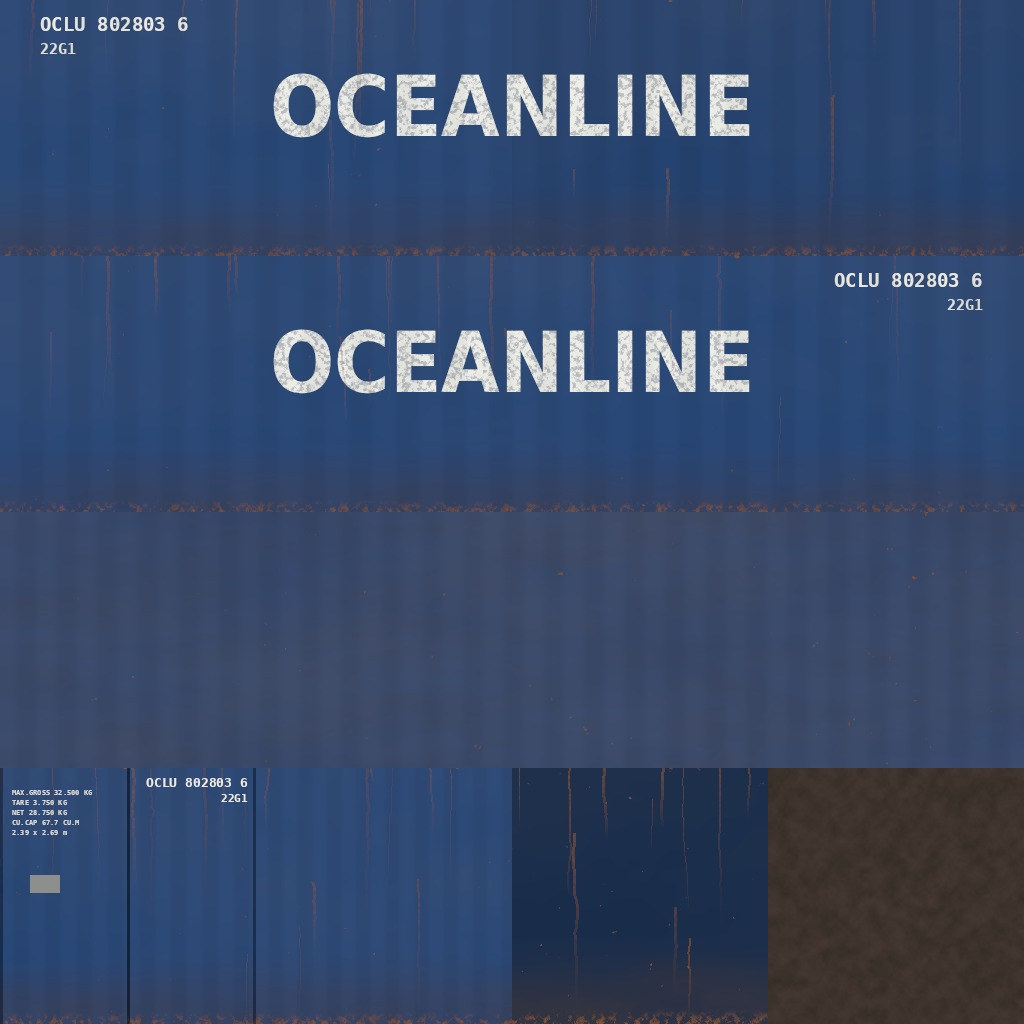 OCLU 802803 6
22G1
OCEANLINE
OCLU 802803 6
22G1
OCEANLINE
MAX.GROSS 32.500 KG
TARE 3.750 KG
NET 28.750 KG
CU.CAP 67.7 CU.M
2.39 x 2.69 m
OCLU 802803 6
22G1